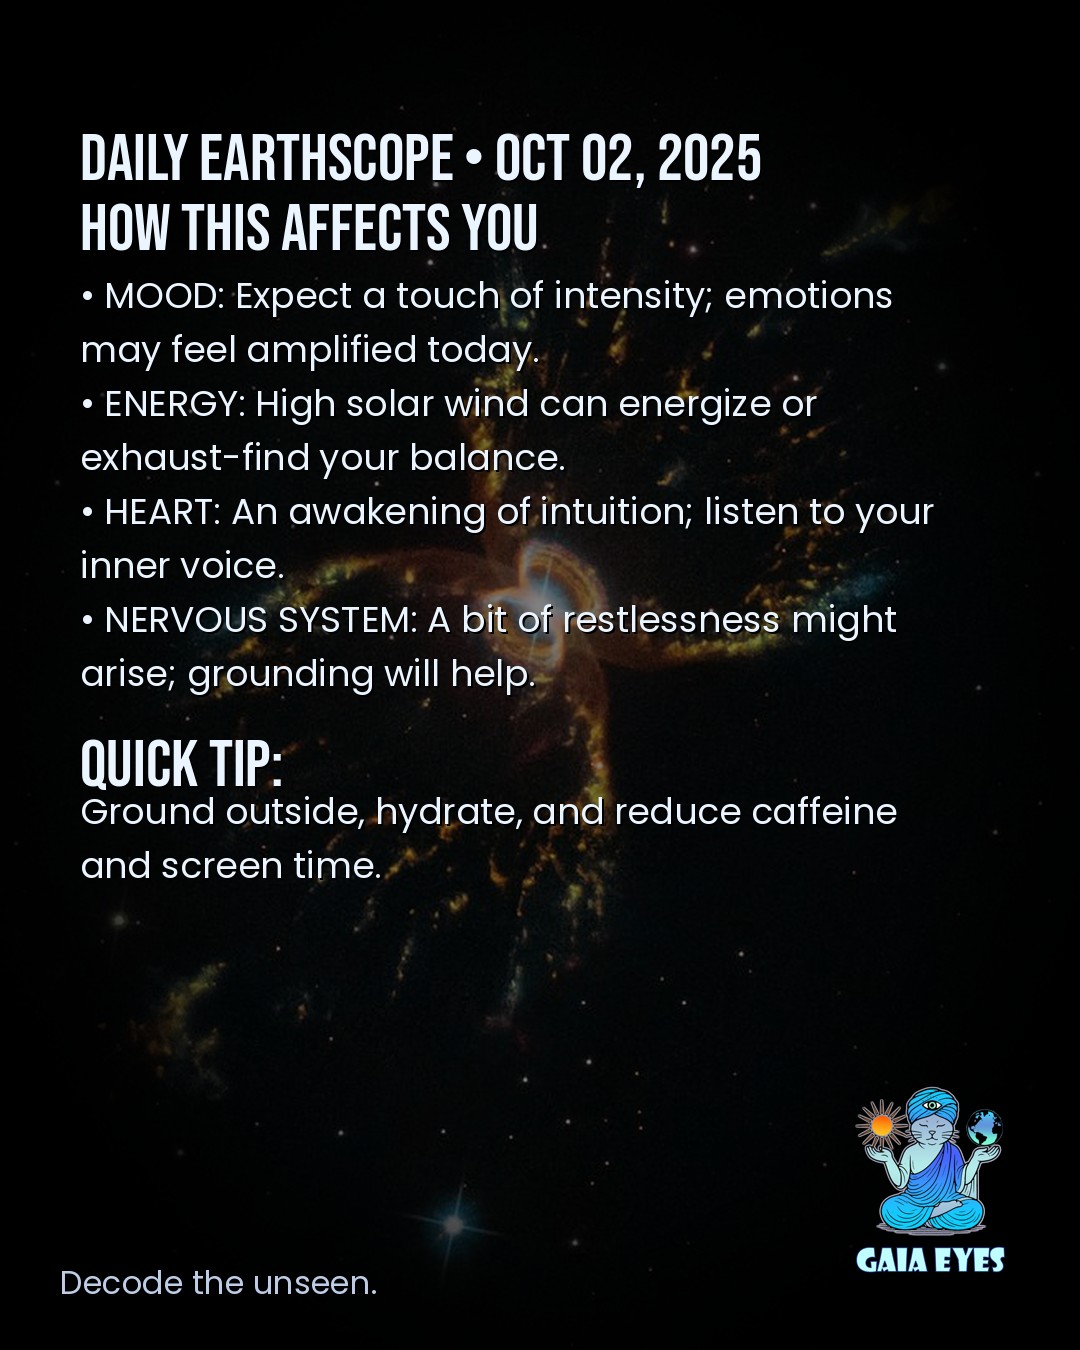 DAILY EARTHSCOPE • OCT 02, 2025
HOW THIS AFFECTS YOU
• MOOD: Expect a touch of intensity; emotions
may feel amplified today.
• ENERGY: High solar wind can energize or
exhaust-find your balance.
• HEART: An awakening of intuition; listen to your
inner voice.
• NERVOUS SYSTEM: A bit of restlessness might
arise; grounding will help.
QUICK TIP:
Ground outside, hydrate, and reduce caffeine
and screen time.
GAIA EYES
Decode the unseen.